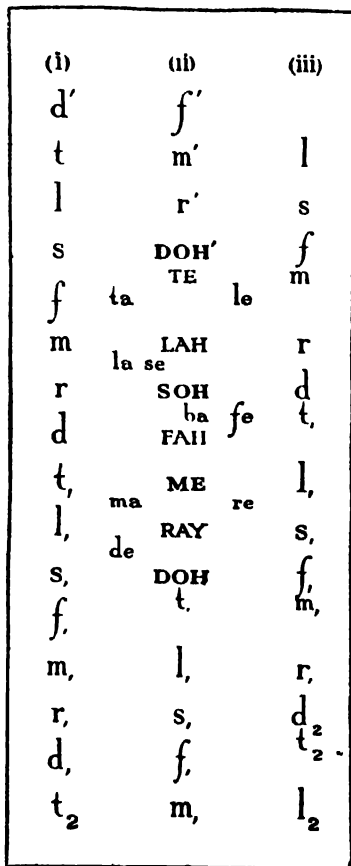 (i) (ii) (iii)
d′ f′
t m′ l
l r′ s
s DOH′ f
TE m
f ta le
m LAH r
la se
r SOH d
ba fe t,
d FAH
t, ME l,
ma re
l, RAY s,
de
s, DOH f,
f, t, m,
m, l, r,
r, s, d₂
t₂
d, f,
t₂ m, l₂